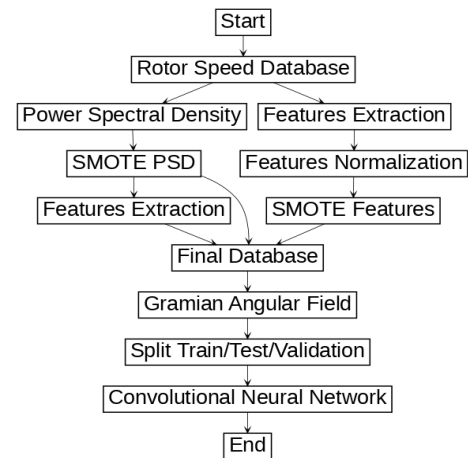 Start
Rotor Speed Database
Power Spectral Density
Features Extraction
SMOTE PSD
Features Normalization
Features Extraction
SMOTE Features
Final Database
Gramian Angular Field
Split Train/Test/Validation
Convolutional Neural Network
End